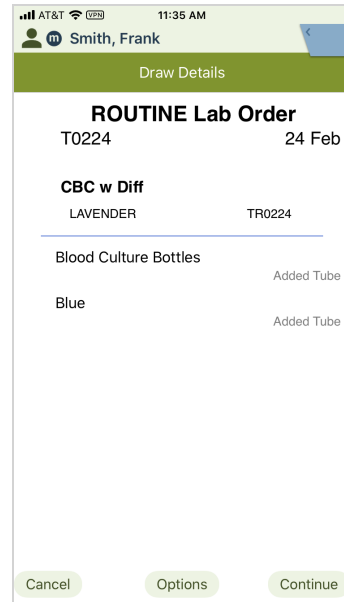 AT&T VPN 11:35 AM
m Smith, Frank
Draw Details
ROUTINE Lab Order
T0224 24 Feb
CBC w Diff
LAVENDER TR0224
Blood Culture Bottles
Added Tube
Blue
Added Tube
Cancel Options Continue